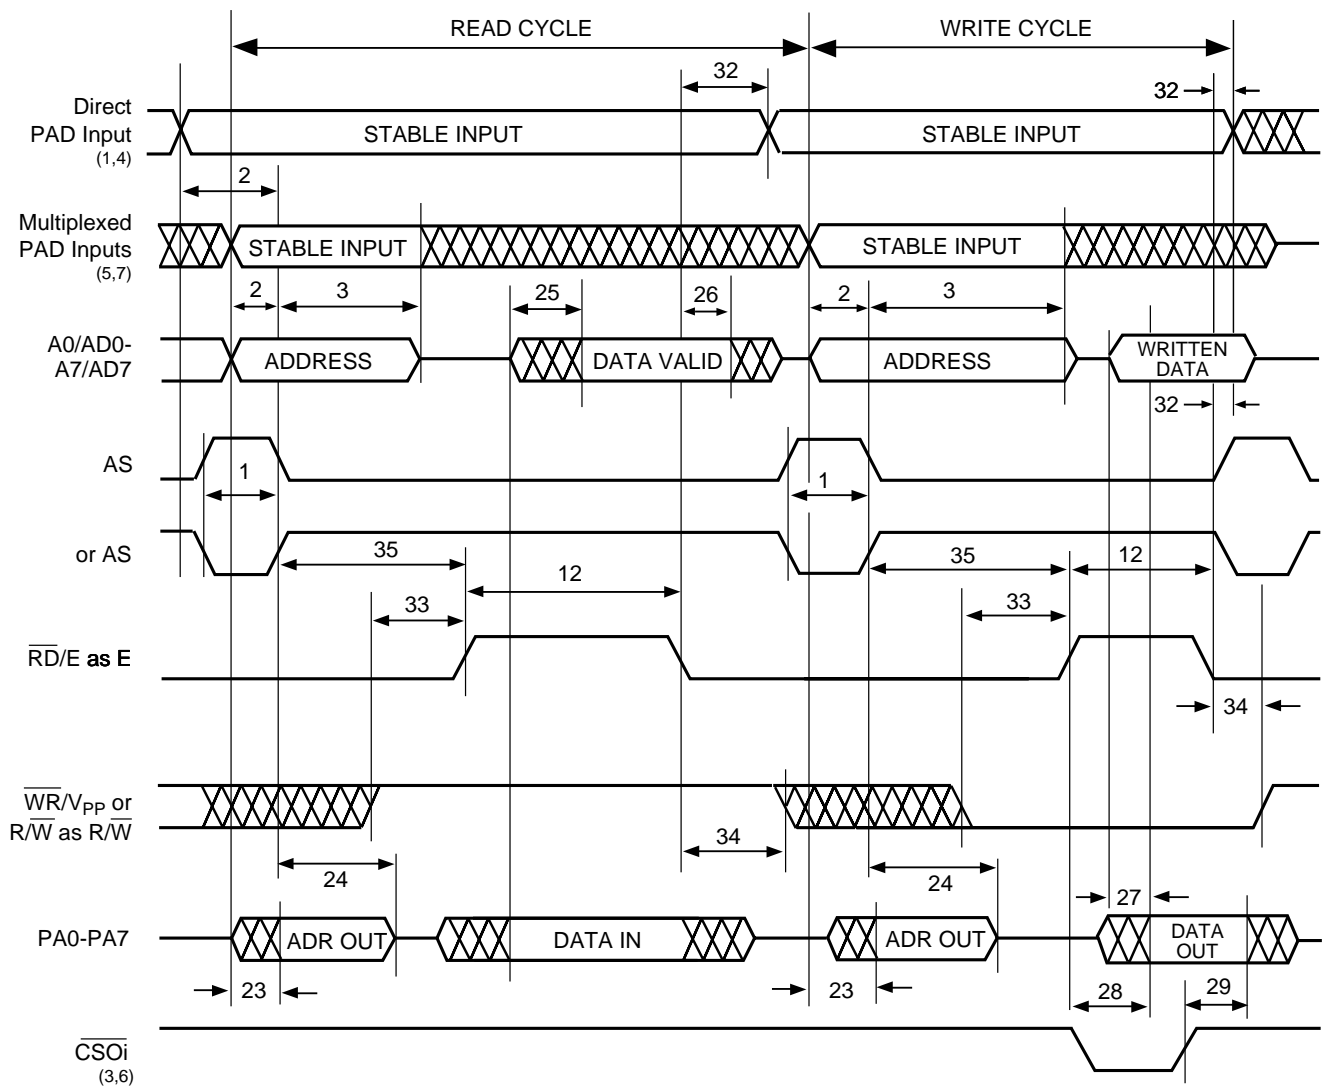 READ CYCLE
WRITE CYCLE
32
32
Direct
PAD Input
(1,4)
STABLE INPUT
STABLE INPUT
2
Multiplexed
PAD Inputs
(5,7)
STABLE INPUT
STABLE INPUT
2
3
25
26
2
3
A0/AD0-
A7/AD7
ADDRESS
DATA VALID
ADDRESS
WRITTEN
DATA
32
AS
1
1
or AS
35
12
35
12
33
33
R̅D̅/E as E
34
W̅R̅/VPP or
R/W̅ as R/W̅
34
24
24
27
PA0-PA7
ADR OUT
DATA IN
ADR OUT
DATA
OUT
23
23
28
29
C̅S̅O̅i̅
(3,6)